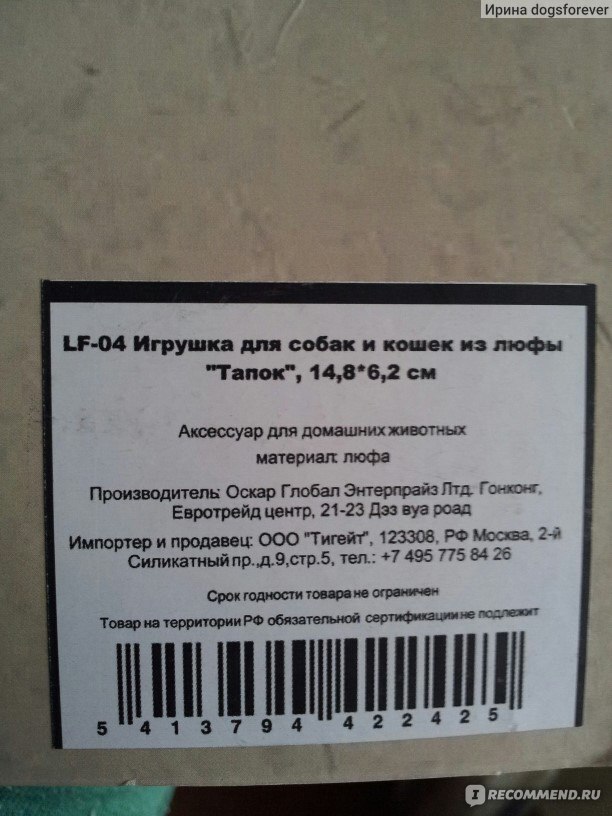 Ирина dogsforever
LF-04 Игрушка для собак и кошек из люфы
"Тапок", 14,8*6,2 см
Аксессуар для домашних животных
материал: люфа
Производитель: Оскар Глобал Энтерпрайз Лтд. Гонконг,
Евротрейд центр, 21-23 Дэз вуа роад
Импортер и продавец: ООО "Тигейт", 123308, РФ Москва, 2-й
Силикатный пр.,д.9,стр.5, тел.: +7 495 775 84 26
Срок годности товара не ограничен
Товар на территории РФ обязательной сертификации не подлежит
5 413794 422425
I RECOMMEND.RU